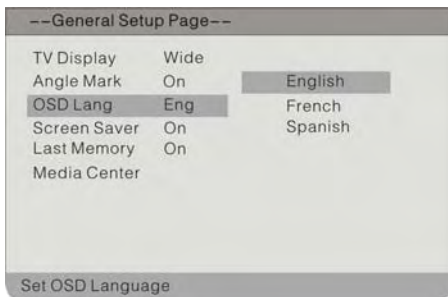 --General Setup Page--
TV Display Wide
Angle Mark On English
OSD Lang Eng French
Screen Saver On Spanish
Last Memory On
Media Center
Set OSD Language